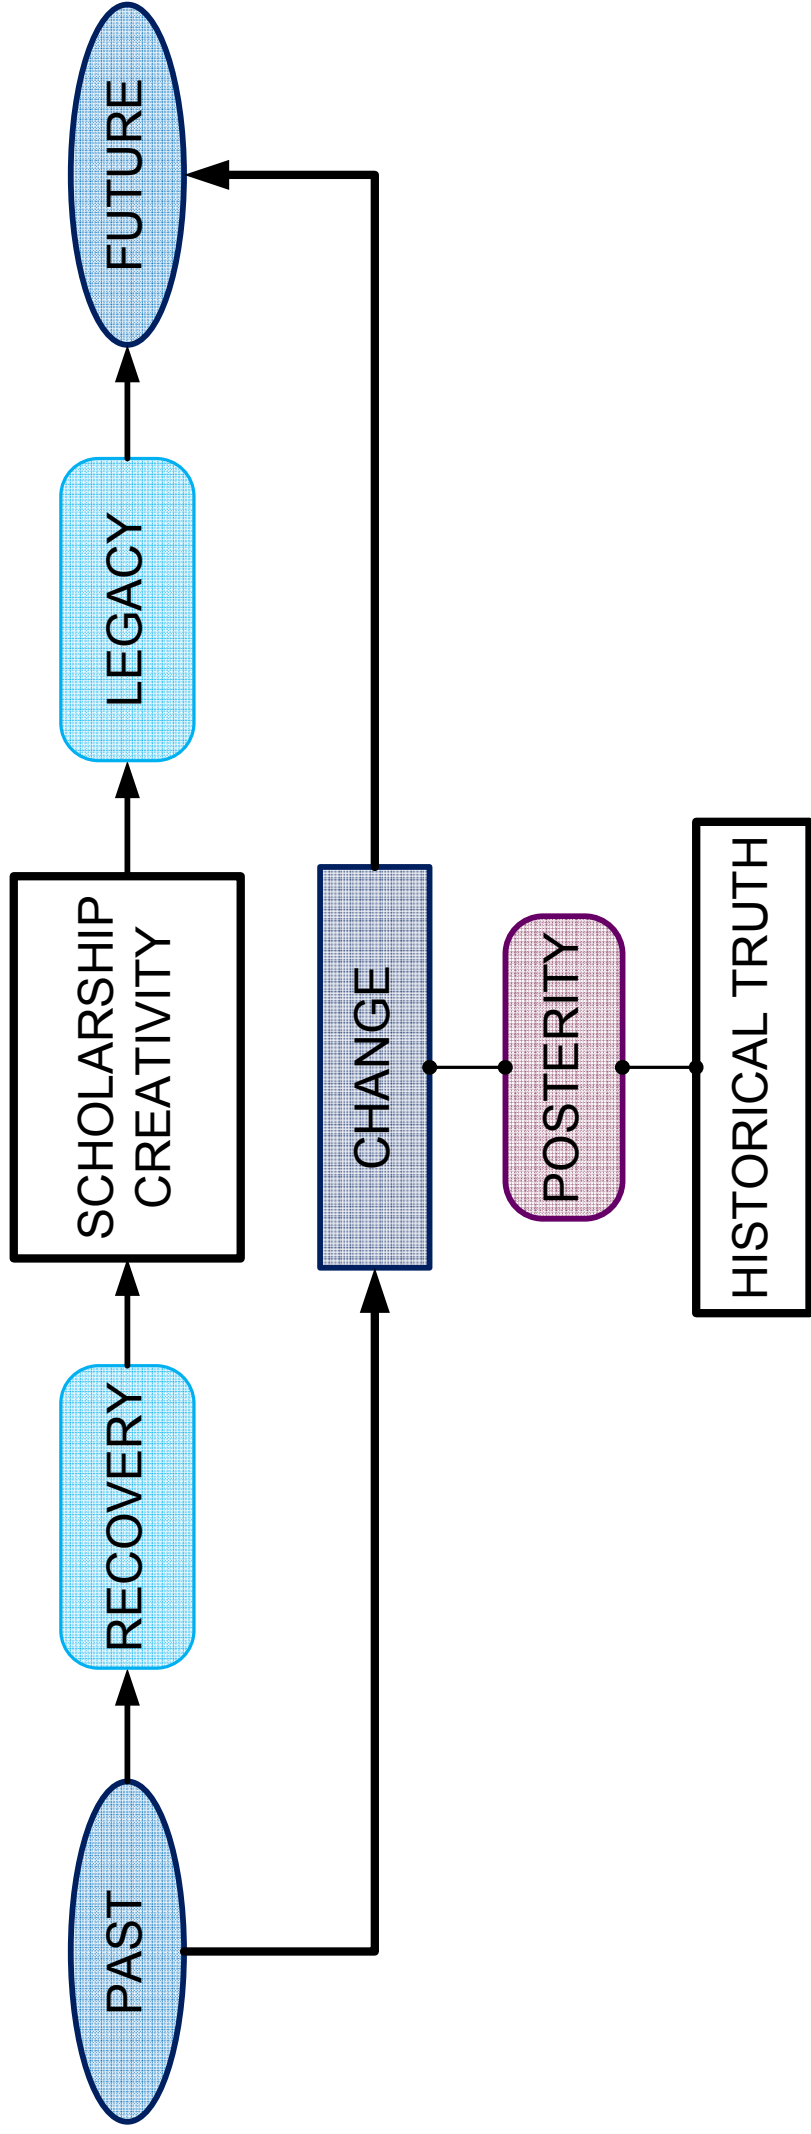 PAST
RECOVERY
SCHOLARSHIP
CREATIVITY
LEGACY
FUTURE
CHANGE
POSTERITY
HISTORICAL TRUTH